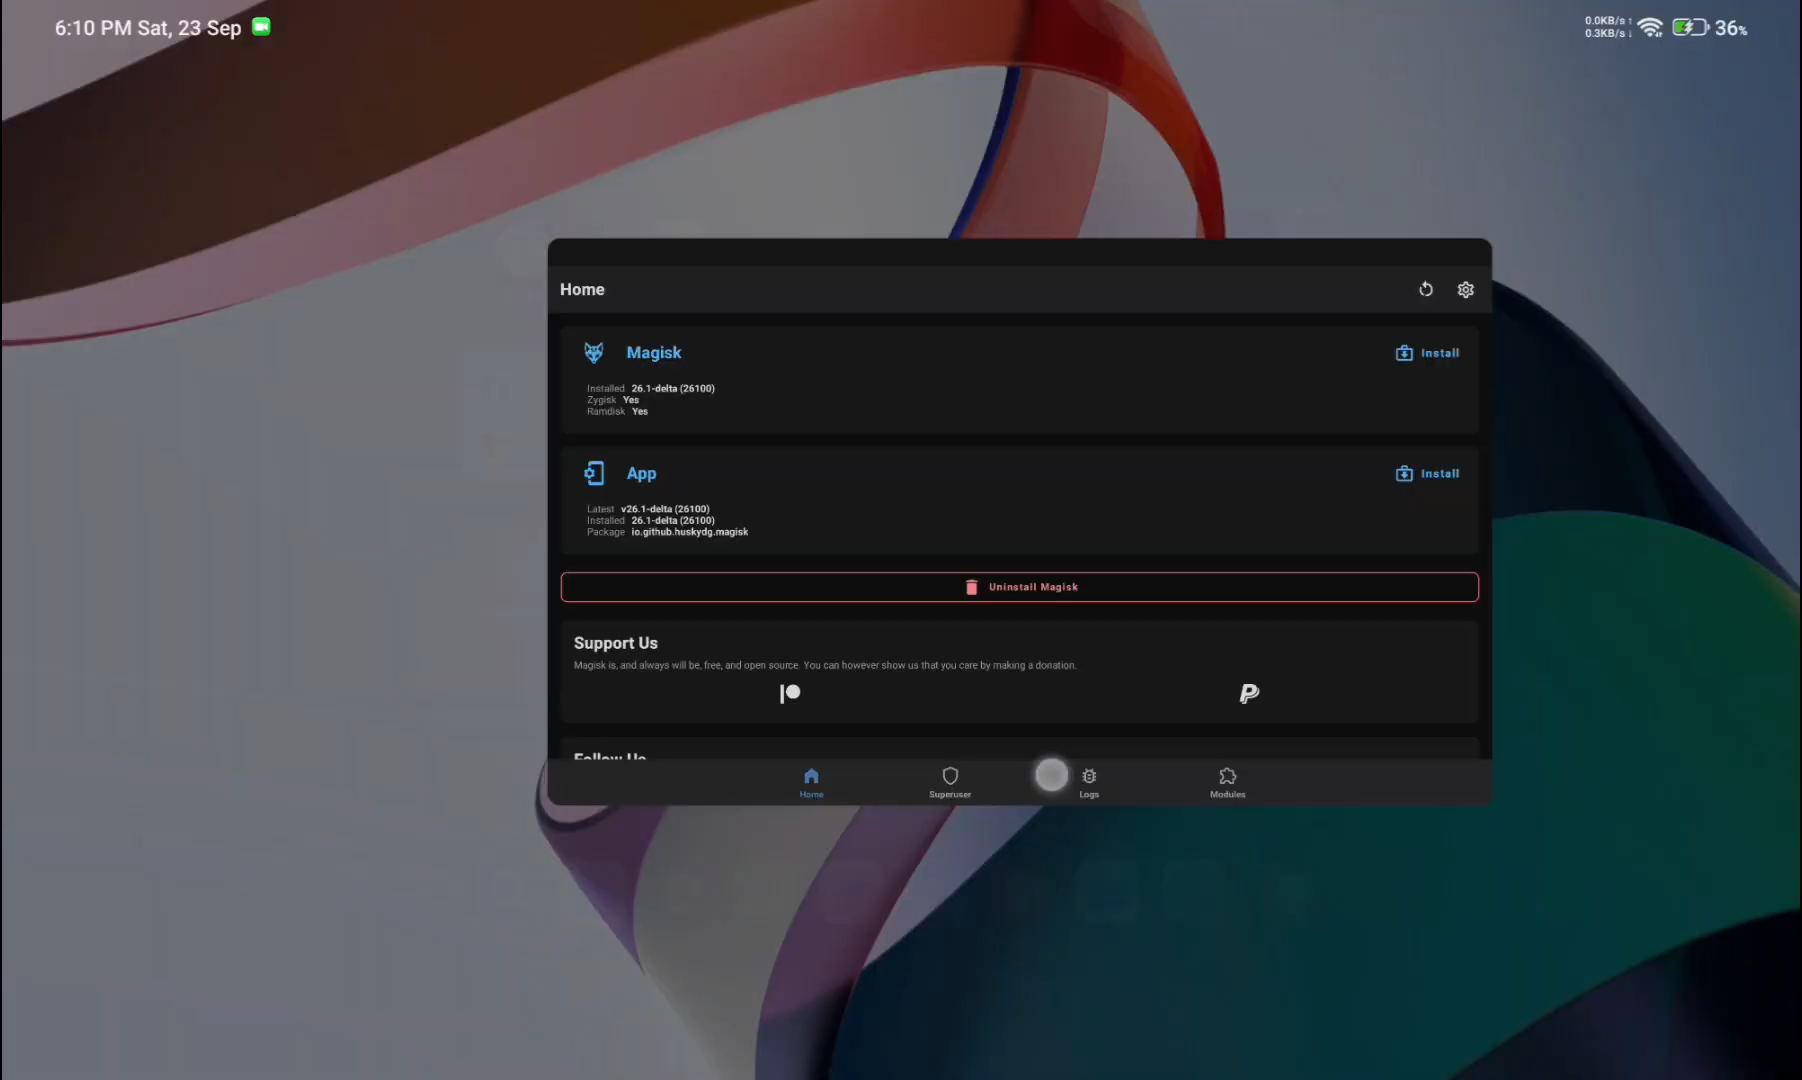 6:10 PM Sat, 23 Sep
0.0KB/s ↑
0.3KB/s ↓
36%
Home
Magisk
Install
Installed 26.1-delta (26100)
Zygisk Yes
Ramdisk Yes
App
Install
Latest v26.1-delta (26100)
Installed 26.1-delta (26100)
Package io.github.huskydg.magisk
Uninstall Magisk
Support Us
Magisk is, and always will be, free, and open source. You can however show us that you care by making a donation.
Follow Us
Home
Superuser
Logs
Modules